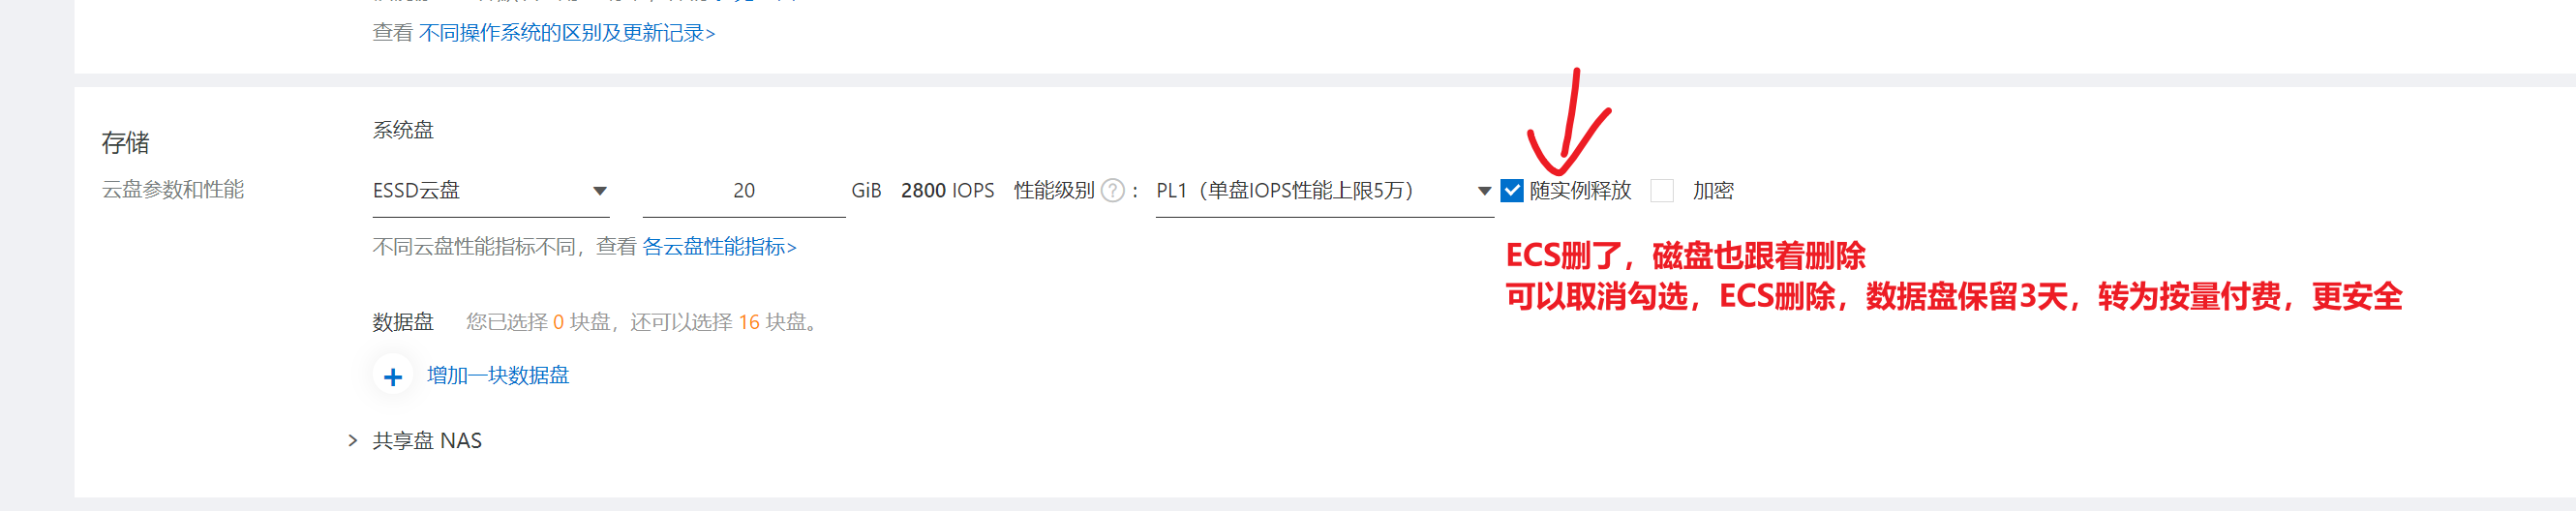 查看 不同操作系统的区别及更新记录>
存储
系统盘
云盘参数和性能
ESSD云盘 20 GiB 2800 IOPS 性能级别 ? : PL1（单盘IOPS性能上限5万） 随实例释放 加密
不同云盘性能指标不同，查看 各云盘性能指标>
ECS删了，磁盘也跟着删除
可以取消勾选，ECS删除，数据盘保留3天，转为按量付费，更安全
数据盘 您已选择 0 块盘，还可以选择 16 块盘。
+ 增加一块数据盘
> 共享盘 NAS